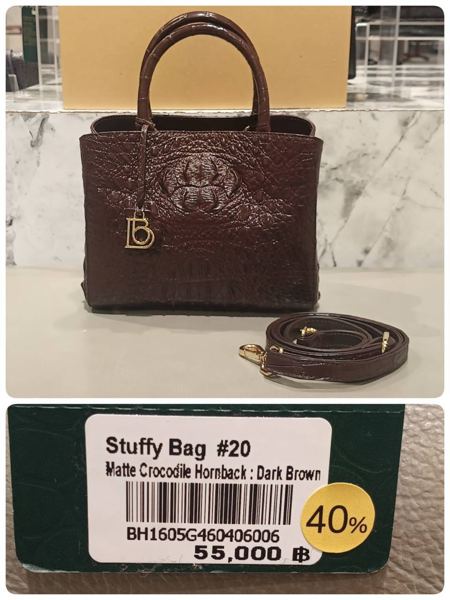 B
Stuffy Bag #20
Matte Crocodile Hornback : Dark Brown
BH1605G460406006
55,000 ฿
40%